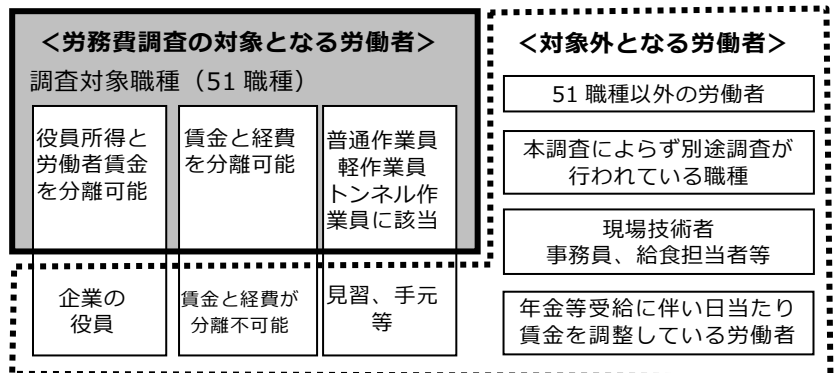 ＜労務費調査の対象となる労働者＞
調査対象職種（51 職種）
役員所得と
労働者賃金
を分離可能
賃金と経費
を分離可能
普通作業員
軽作業員
トンネル作
業員に該当
企業の
役員
賃金と経費が
分離不可能
見習、手元
等
＜対象外となる労働者＞
51 職種以外の労働者
本調査によらず別途調査が
行われている職種
現場技術者
事務員、給食担当者等
年金等受給に伴い日当たり
賃金を調整している労働者